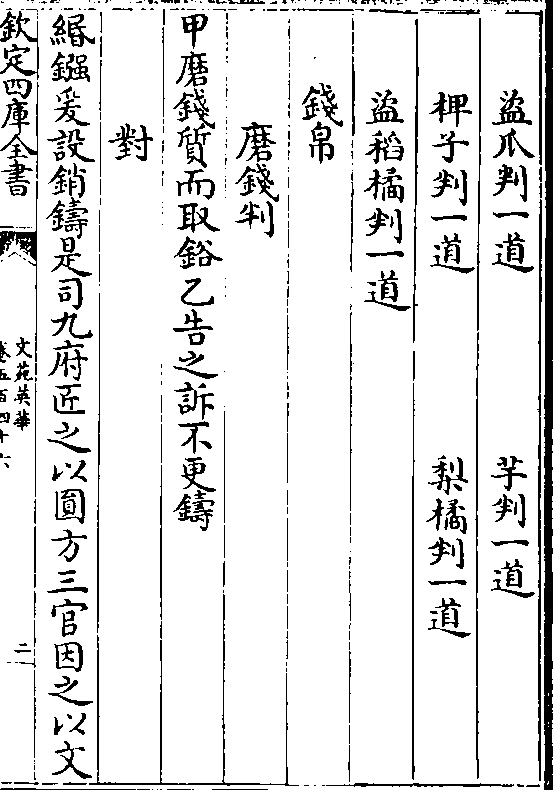 盜瓜判一道 芋判一道
柙子判一道 梨橘判一道
盜稻橘判一道
錢帛
磨錢判
甲磨錢質而取鋊乙告之訴不更鑄
對
緡鏹爰設銷鑄是司九府匠之以圓方三官因之以文
欽定四庫全書
文苑英華
卷五百四十六
二